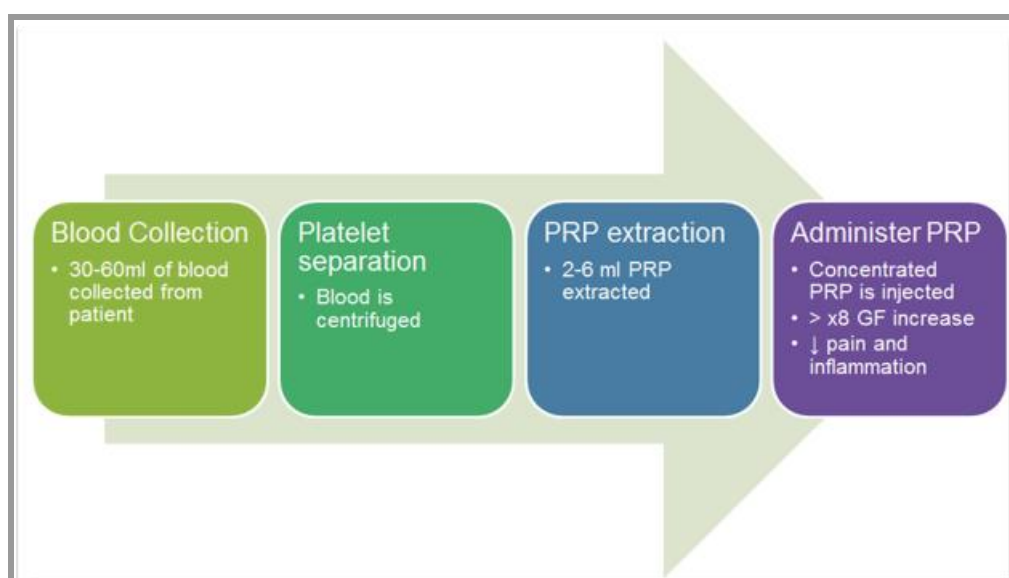 Blood Collection
• 30-60ml of blood
collected from
patient
Platelet
separation
• Blood is
centrifuged
PRP extraction
• 2-6 ml PRP
extracted
Administer PRP
• Concentrated
PRP is injected
• > x8 GF increase
• ↓ pain and
inflammation